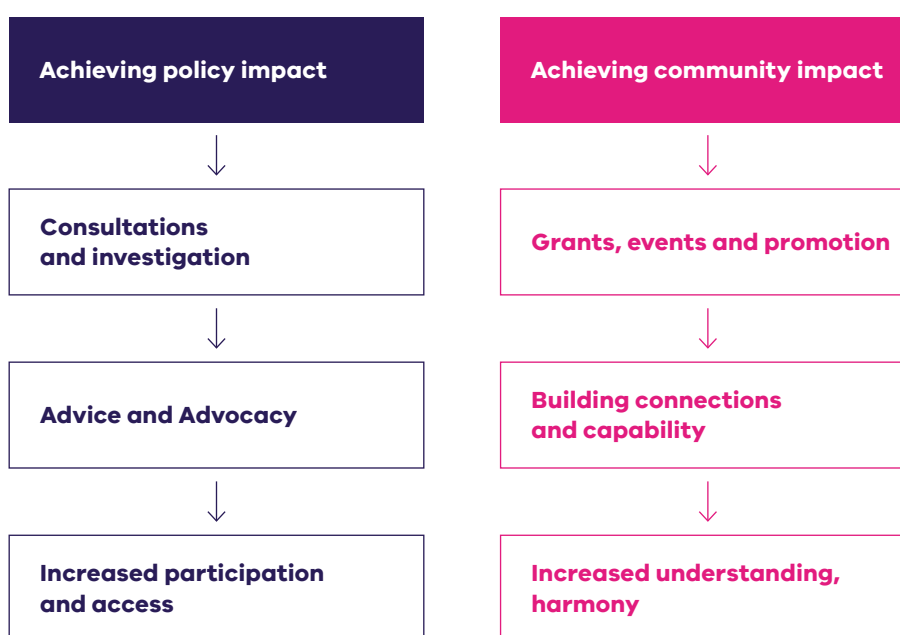 Achieving policy impact
Consultations
and investigation
Advice and Advocacy
Increased participation
and access
Achieving community impact
Grants, events and promotion
Building connections
and capability
Increased understanding,
harmony